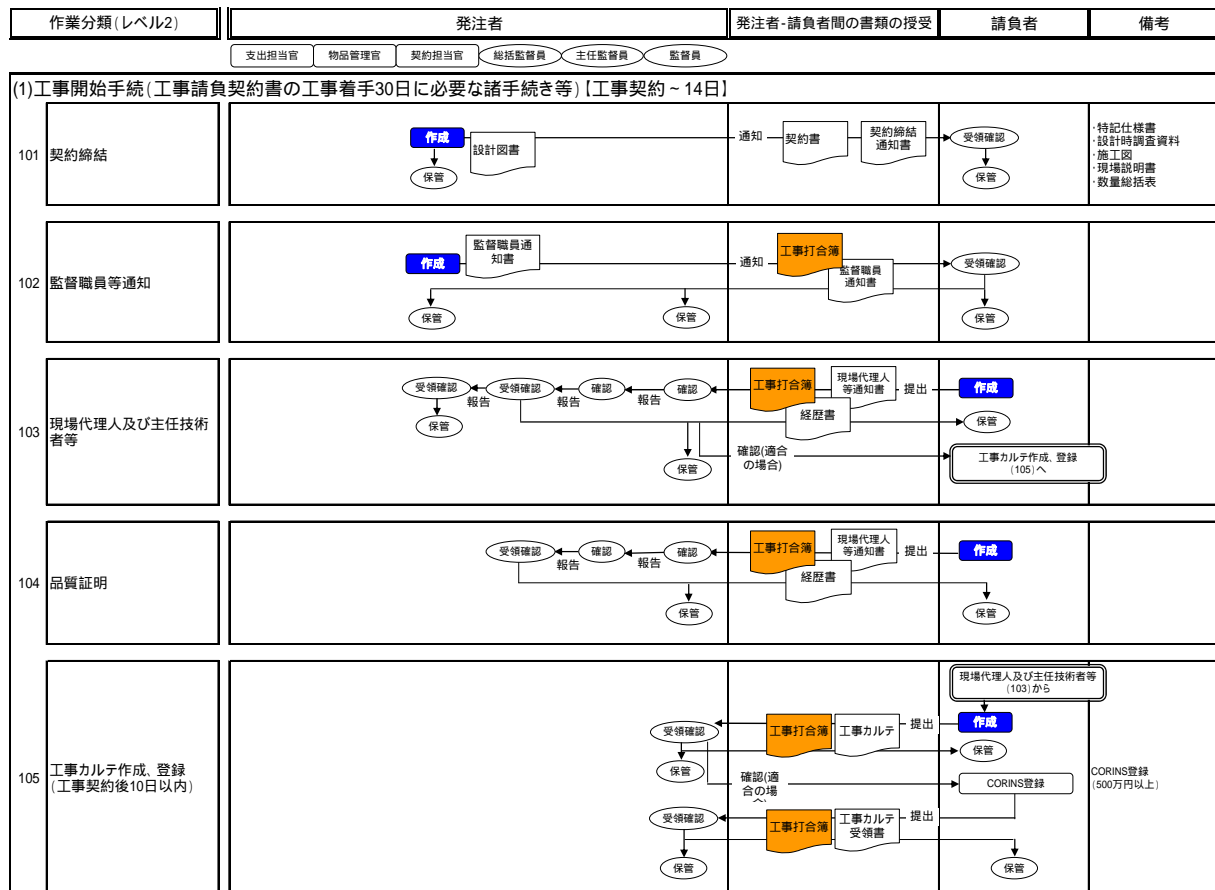 作業分類(レベル2)
発注者
発注者-請負者間の書類の授受
請負者
備考
支出担当官
物品管理官
契約担当官
総括監督員
主任監督員
監督員
(1)工事開始手続(工事請負契約書の工事着手30日に必要な諸手続き等)【工事契約~14日】
101
契約締結
作成
設計図書
保管
通知
契約書
契約締結
通知書
受領確認
保管
・特記仕様書
・設計時調査資料
・施工図
・現場説明書
・数量総括表
102
監督職員等通知
作成
監督職員通
知書
保管
保管
通知
工事打合簿
監督職員
通知書
受領確認
保管
103
現場代理人及び主任技術
者等
受領確認
報告
受領確認
報告
確認
報告
確認
保管
保管
工事打合簿
現場代理人
等通知書
経歴書
提出
作成
保管
確認(適合
の場合)
工事カルテ作成、登録
(105)へ
104
品質証明
受領確認
報告
確認
報告
確認
保管
工事打合簿
現場代理人
等通知書
経歴書
提出
作成
保管
105
工事カルテ作成、登録
(工事契約後10日以内)
現場代理人及び主任技術者等
(103)から
受領確認
工事打合簿
工事カルテ
提出
作成
保管
保管
確認(適
合の場
CORINS登録
CORINS登録
(500万円以上)
受領確認
工事打合簿
工事カルテ
受領書
提出
保管
保管